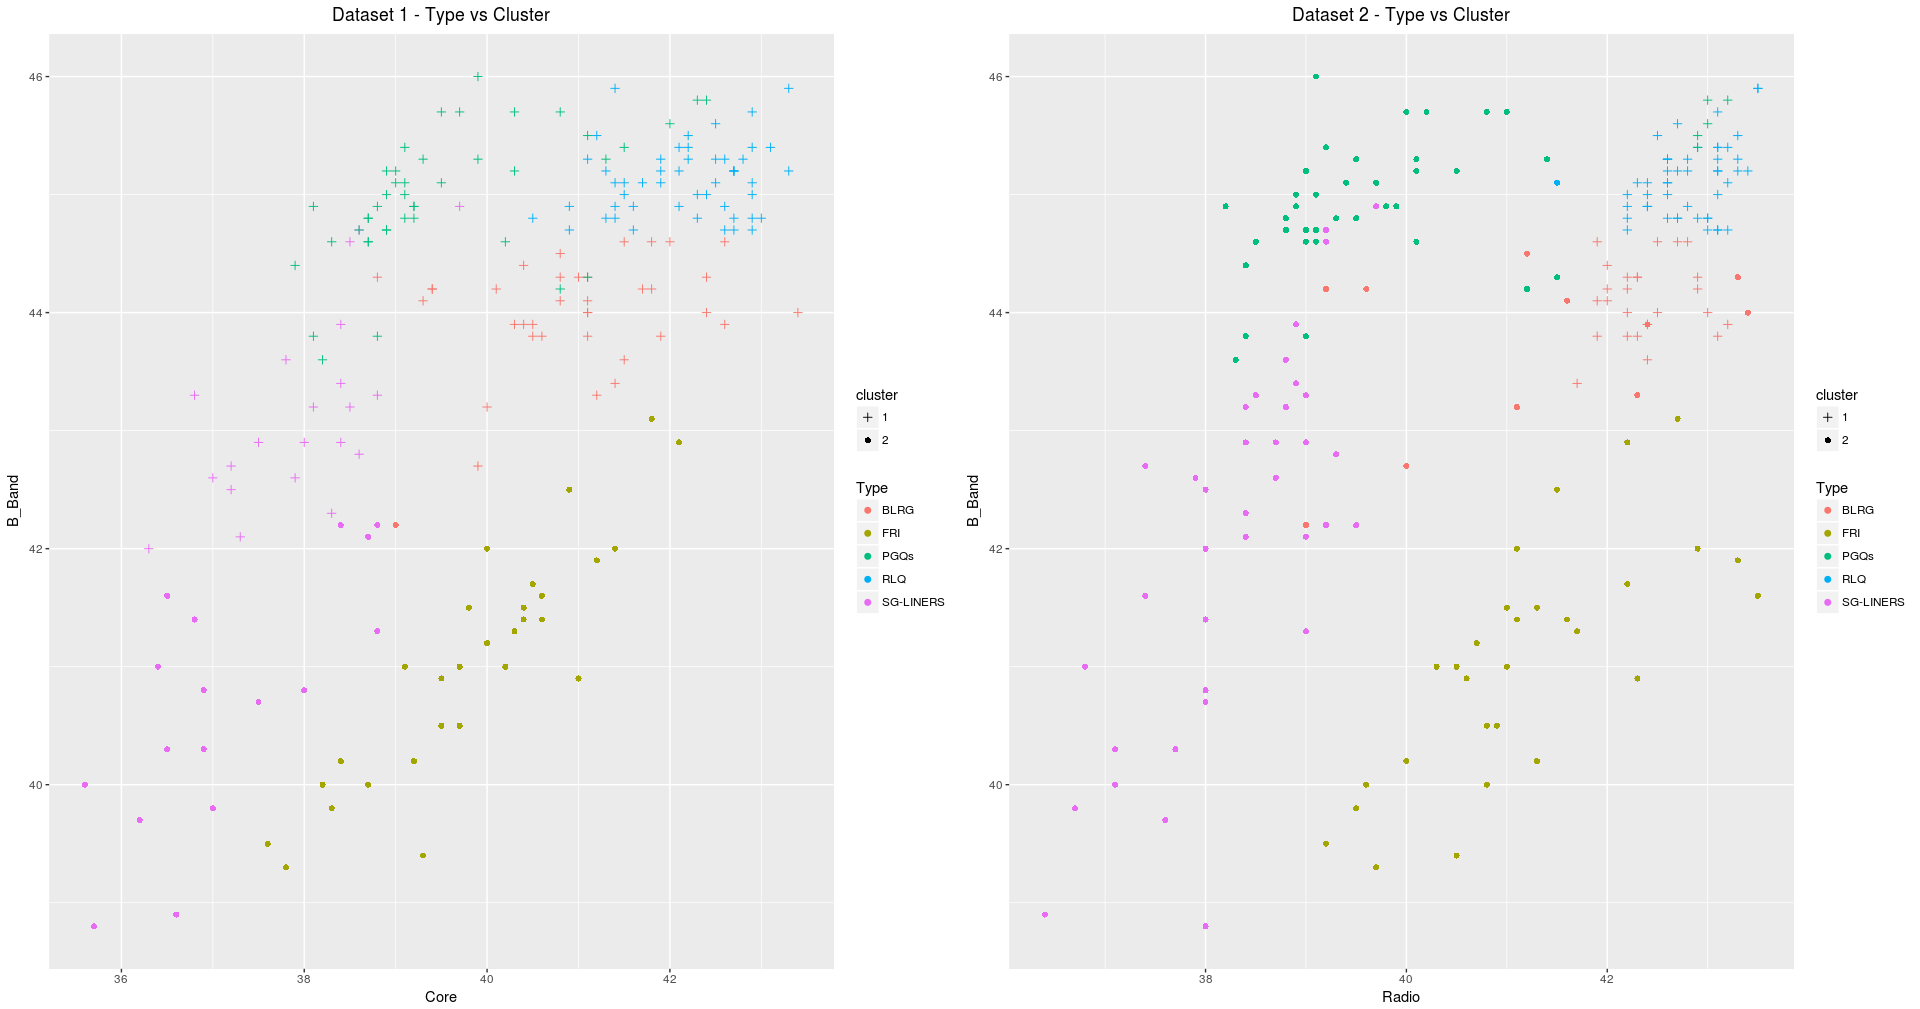 Dataset 1 - Type vs Cluster
46
44
42
40
B_Band
36
38
40
42
Core
cluster
1
2
Type
BLRG
FRI
PGQs
RLQ
SG-LINERS
Dataset 2 - Type vs Cluster
46
44
42
40
B_Band
38
40
42
Radio
cluster
1
2
Type
BLRG
FRI
PGQs
RLQ
SG-LINERS